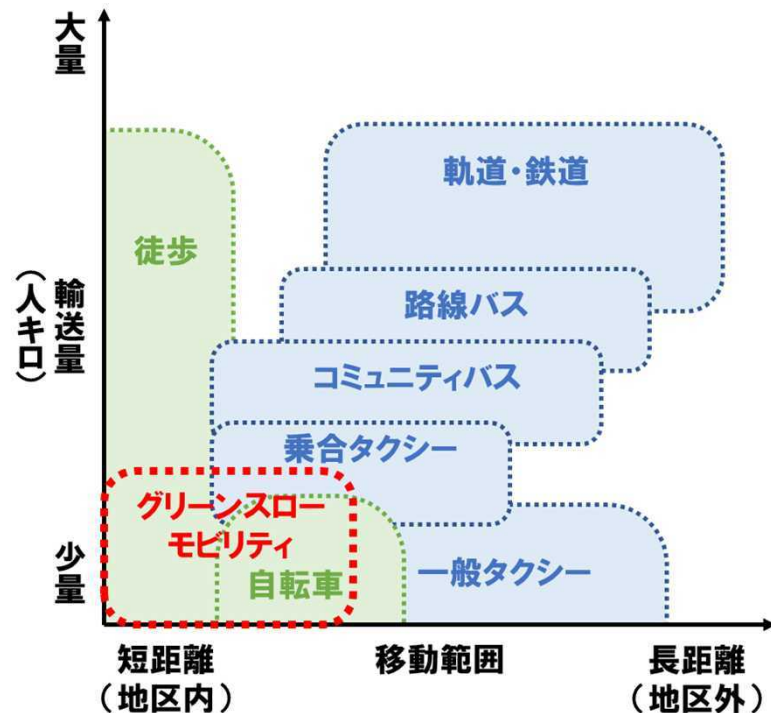 大量
軌道・鉄道
徒歩
輸送量
（人キロ）
路線バス
コミュニティバス
乗合タクシー
グリーンスロー
モビリティ
自転車
一般タクシー
少量
短距離
（地区内）
移動範囲
長距離
（地区外）